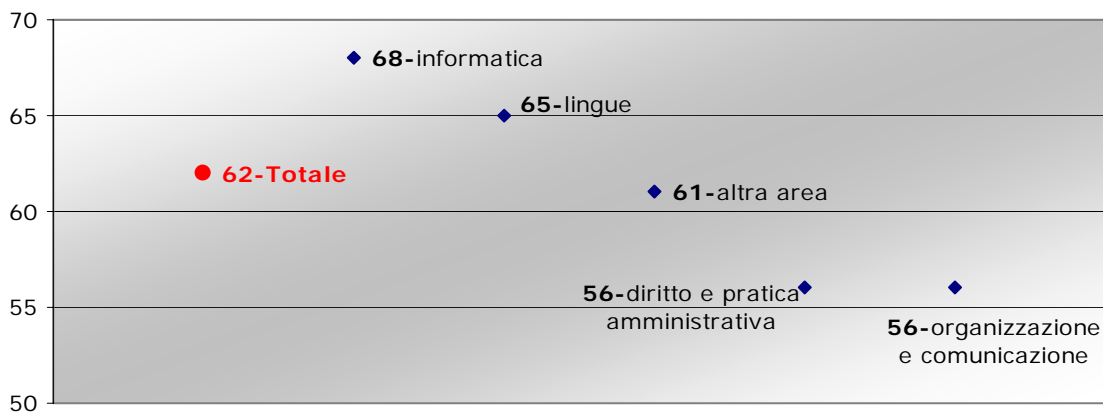 70
68-informatica
65-lingue
65
62-Totale
61-altra area
60
56-diritto e pratica
amministrativa
55
56-organizzazione
e comunicazione
50